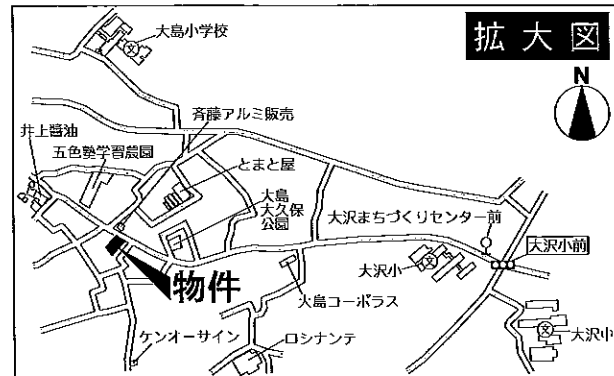 拡大図
N
大島小学校
文
斉藤アルミ販売
井上醬油
五色塾学習農園
とまと屋
大島
大久保
公園
大沢まちづくりセンター前
大沢小前
大沢小
文
物件
大島コーポラス
大沢中
文
ケンオーサイン
ロシナンテ